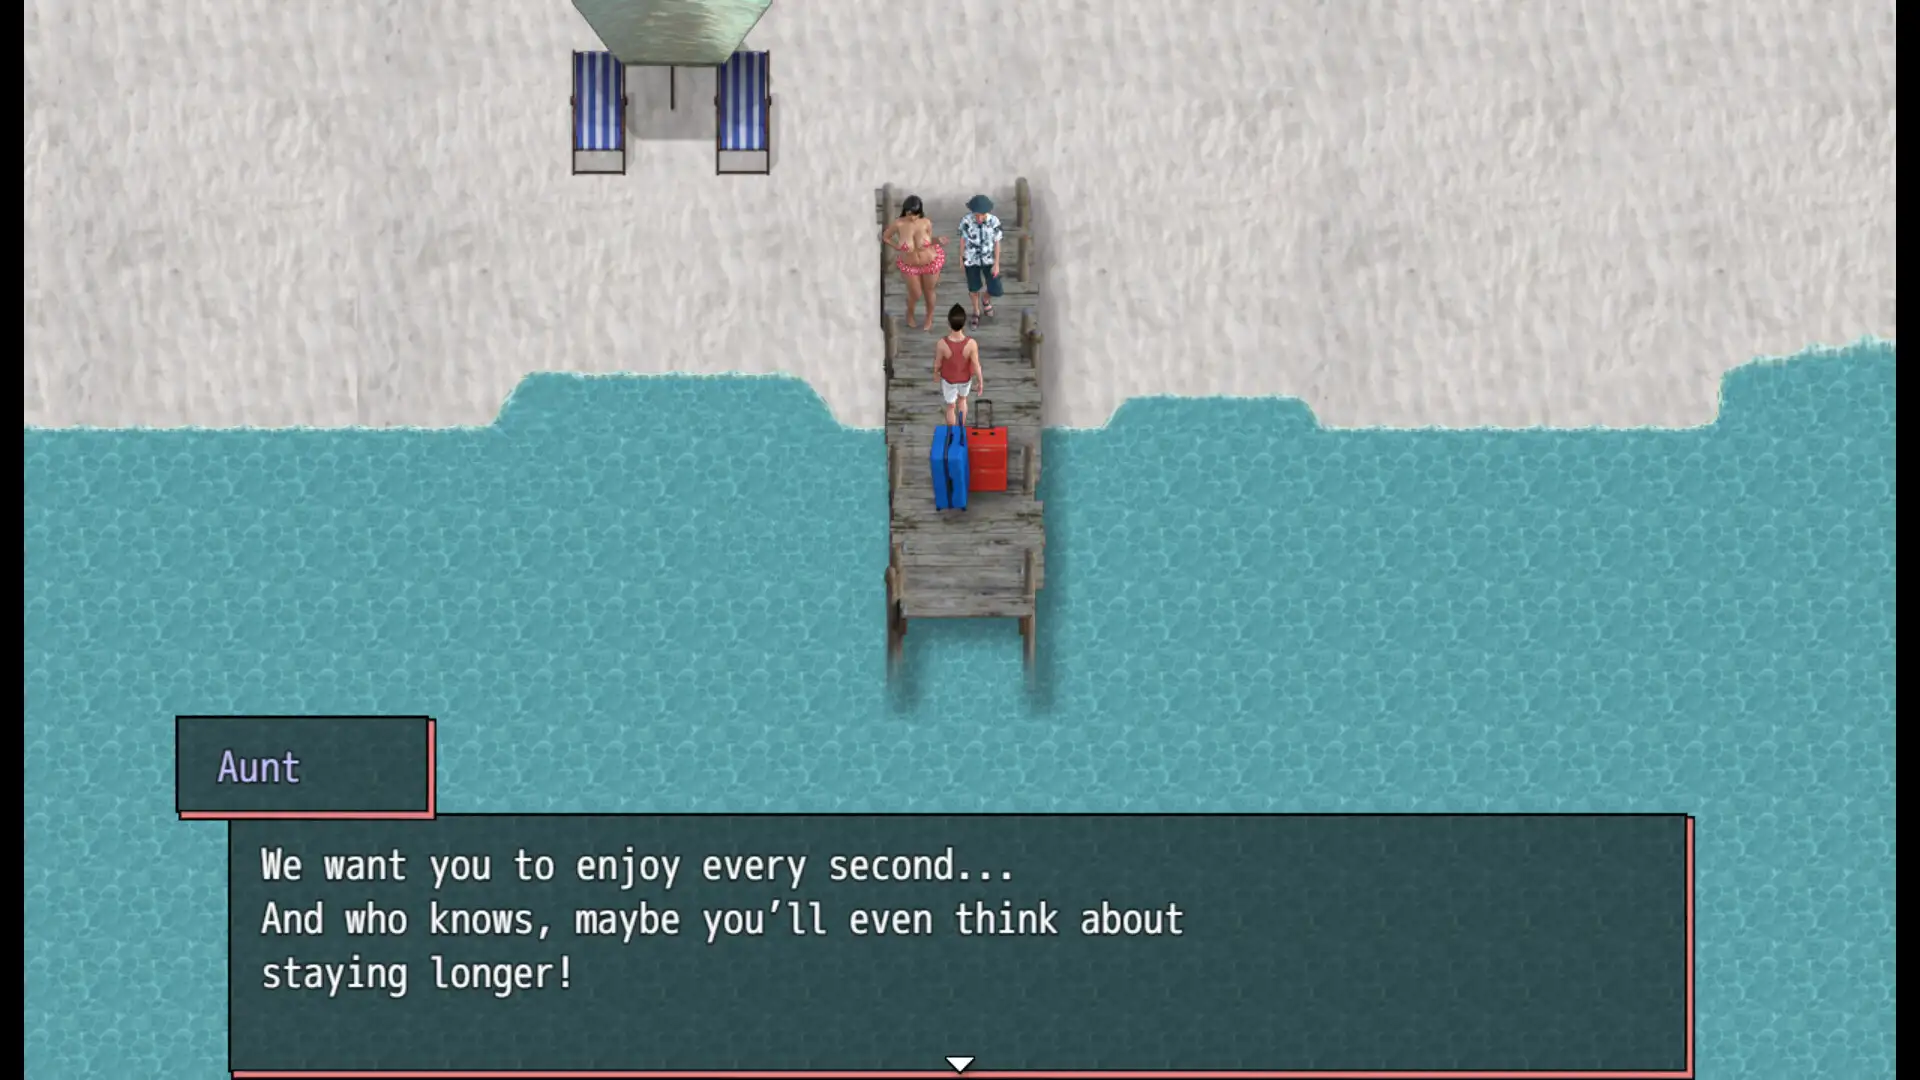 Aunt
We want you to enjoy every second...
And who knows, maybe you’ll even think about
staying longer!